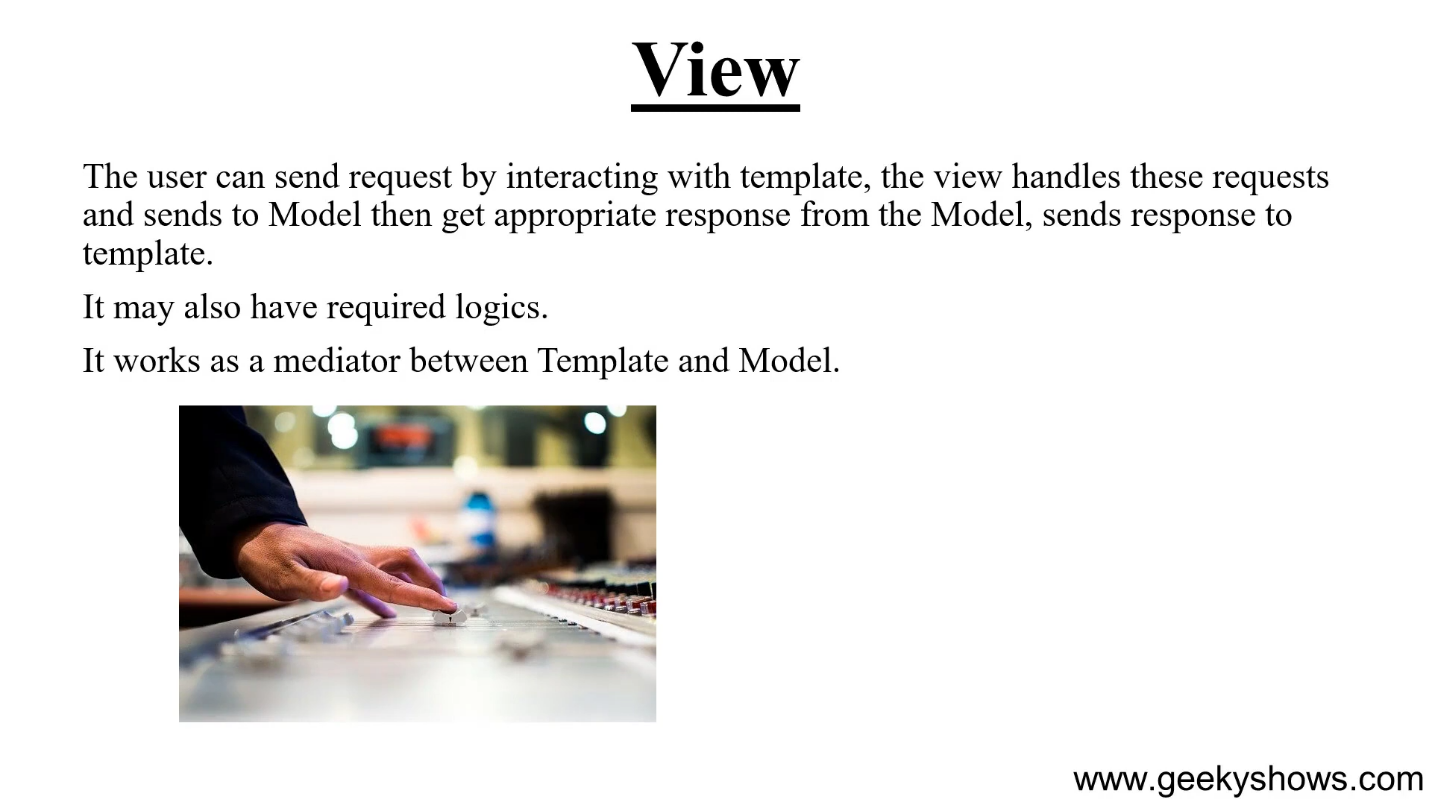 View
The user can send request by interacting with template, the view handles these requests
and sends to Model then get appropriate response from the Model, sends response to
template.
It may also have required logics.
It works as a mediator between Template and Model.
www.geekyshows.com